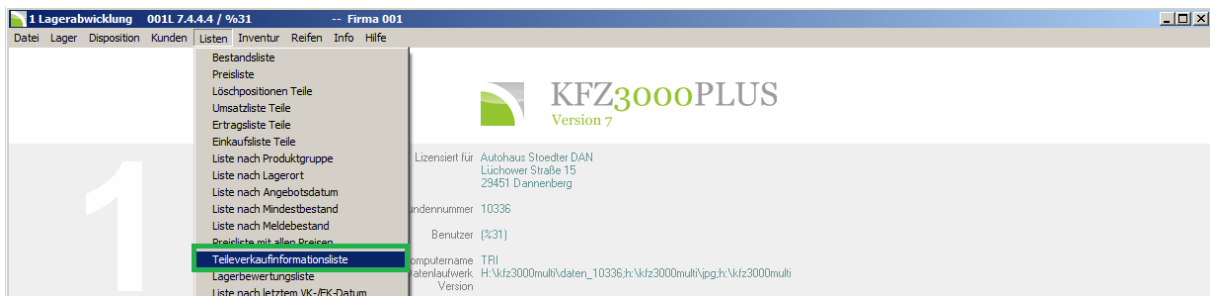 1 Lagerabwicklung 001L 7.4.4.4 / %31 -- Firma 001
Datei Lager Disposition Kunden Listen Inventur Reifen Info Hilfe
Bestandsliste
Preisliste
Löschpositionen Teile
Umsatzliste Teile
Ertragsliste Teile
Einkaufsliste Teile
Liste nach Produktgruppe
Liste nach Lagerort
Liste nach Angebotsdatum
Liste nach Mindestbestand
Liste nach Meldebestand
Preisliste mit allen Preisen
Teileverkaufinformationsliste
Lagerbewertungsliste
Liste nach letztem VK-/EK-Datum
1
KFZ3000PLUS
Version 7
Lizensiert für Autohaus Stoedter DAN
Lüchower Straße 15
29451 Dannenberg
undennummer 10336
Benutzer (%31)
omputername TRI
atenlaufwerk H:\kfz3000multi\daten_10336;h:\kfz3000multi\jpg;h:\kfz3000multi
Version